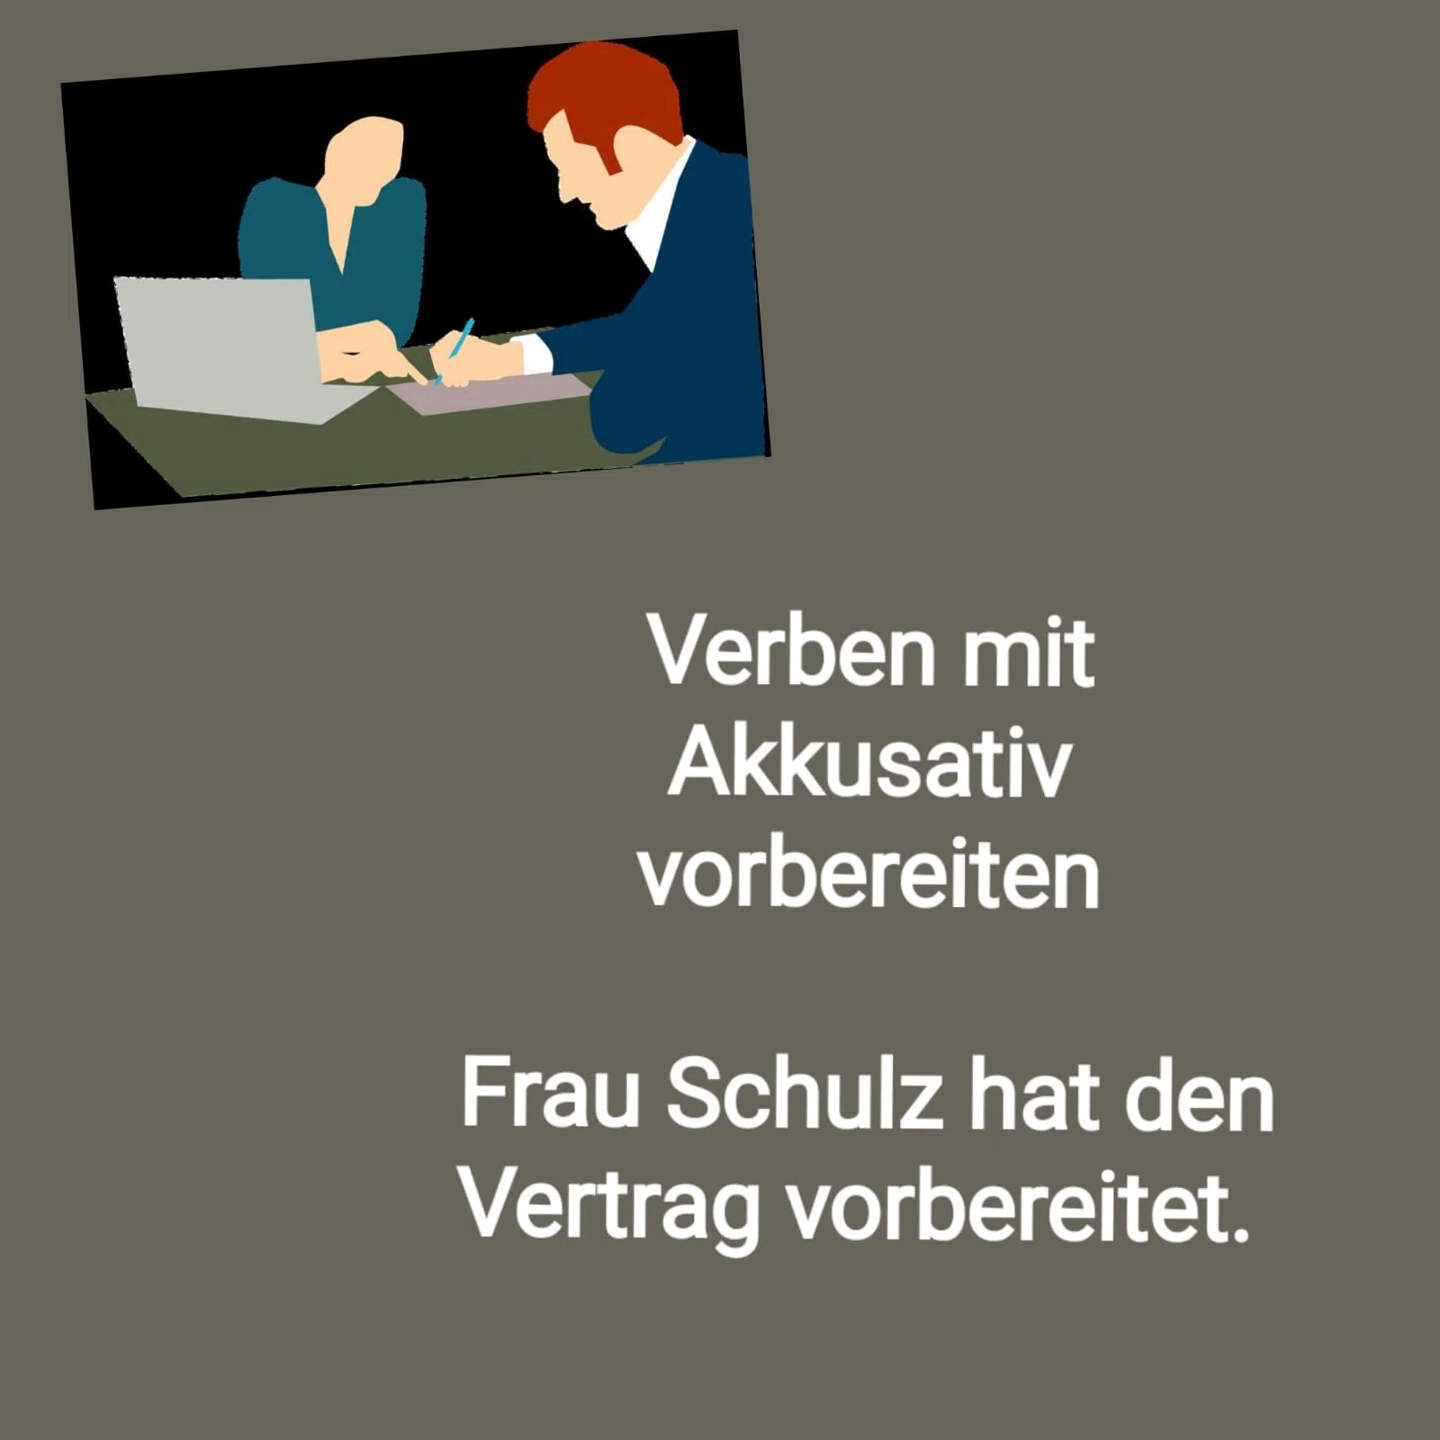 Verben mit
Akkusativ
vorbereiten
Frau Schulz hat den
Vertrag vorbereitet.